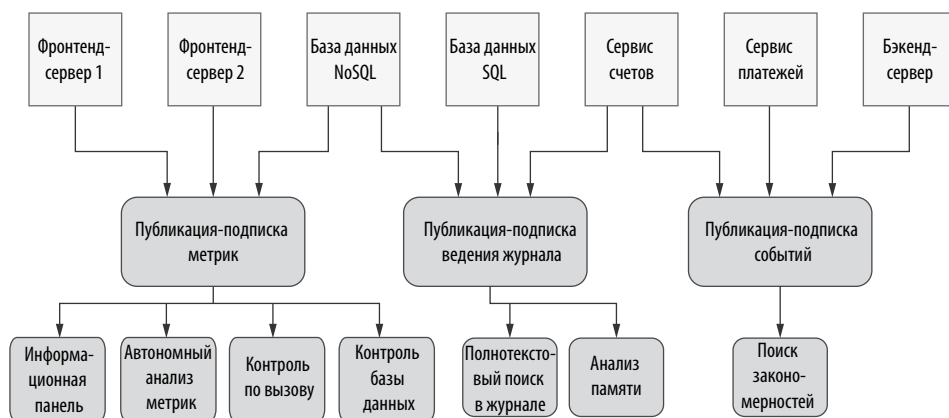 Фронтенд-
сервер 1
Фронтенд-
сервер 2
База данных
NoSQL
База данных
SQL
Сервис
счетов
Сервис
платежей
Бэкенд-
сервер
Публикация-подписка
метрик
Публикация-подписка
ведения журнала
Публикация-подписка
событий
Информа-
ционная
панель
Автономный
анализ
метрик
Контроль
по вызову
Контроль
базы
данных
Полнотексто-
вый поиск
в журнале
Анализ
памяти
Поиск
законо-
мерностей